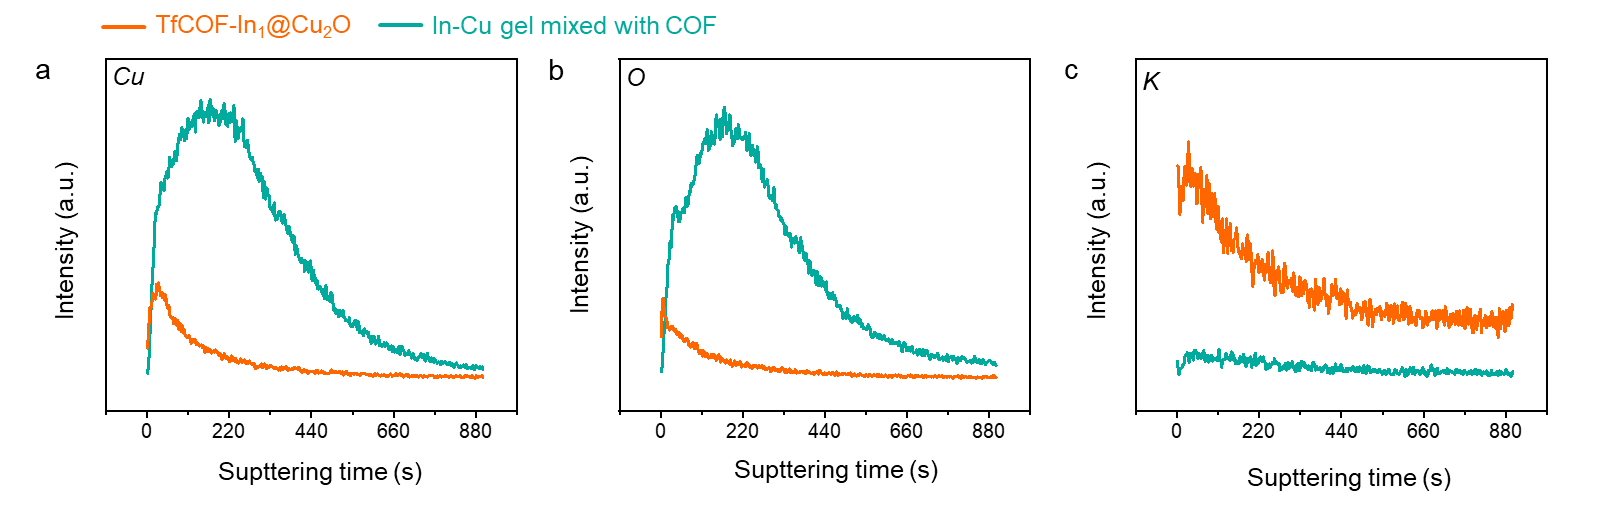 TfCOF-In₁@Cu₂O In-Cu gel mixed with COF
a Cu
Intensity (a.u.)
0 220 440 660 880
Supttering time (s)
b O
Intensity (a.u.)
0 220 440 660 880
Supttering time (s)
c K
Intensity (a.u.)
0 220 440 660 880
Supttering time (s)